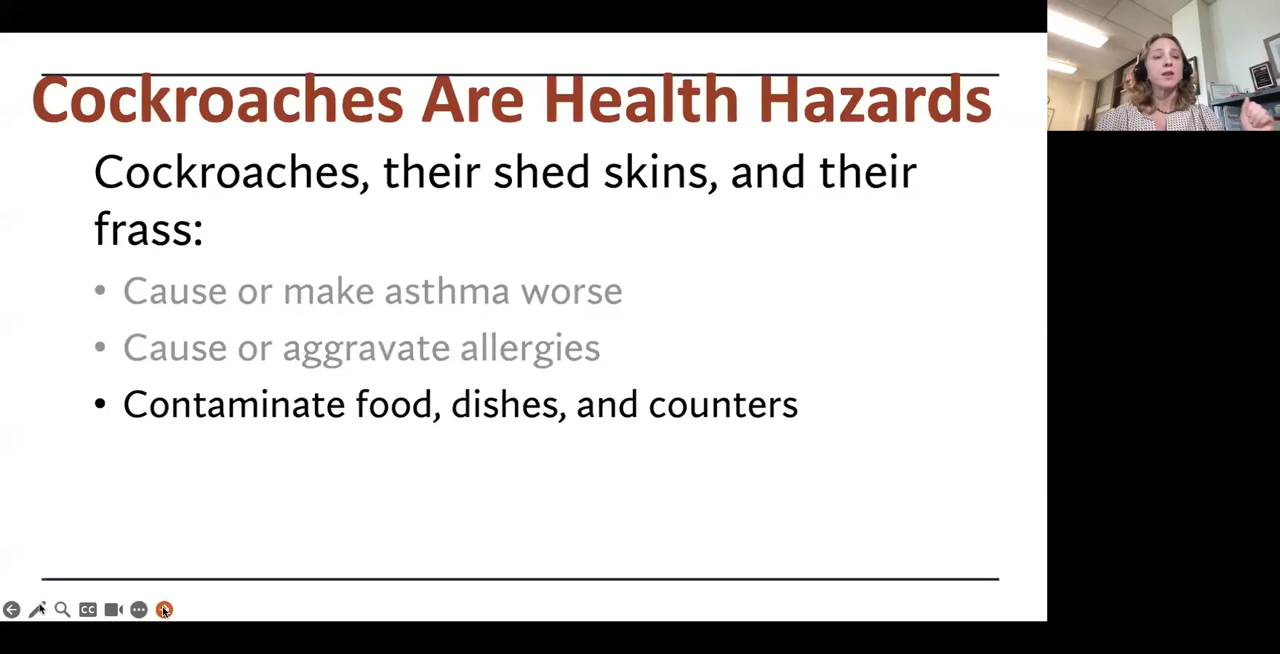 Cockroaches Are Health Hazards
Cockroaches, their shed skins, and their
frass:
• Cause or make asthma worse
• Cause or aggravate allergies
• Contaminate food, dishes, and counters
CC